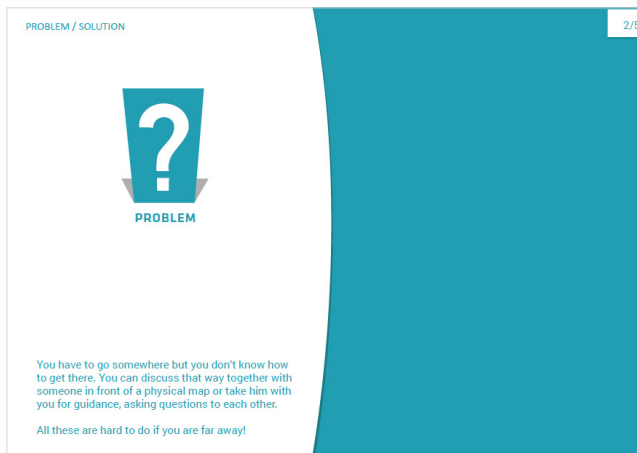 PROBLEM / SOLUTION
2/5
?
PROBLEM
You have to go somewhere but you don't know how
to get there. You can discuss that way together with
someone in front of a physical map or take him with
you for guidance, asking questions to each other.
All these are hard to do if you are far away!